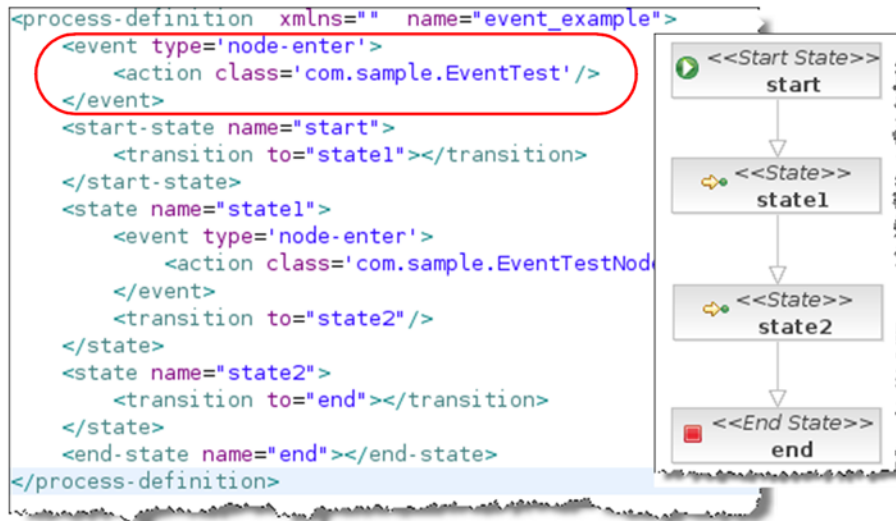 <process-definition  xmlns=""  name="event_example">
<event type='node-enter'>
<action class='com.sample.EventTest'/>
</event>
<start-state name="start">
<transition to="state1"></transition>
</start-state>
<state name="state1">
<event type='node-enter'>
<action class='com.sample.EventTestNode
</event>
<transition to="state2"/>
</state>
<state name="state2">
<transition to="end"></transition>
</state>
<end-state name="end"></end-state>
</process-definition>
<<Start State>>
start
<<State>>
state1
<<State>>
state2
<<End State>>
end